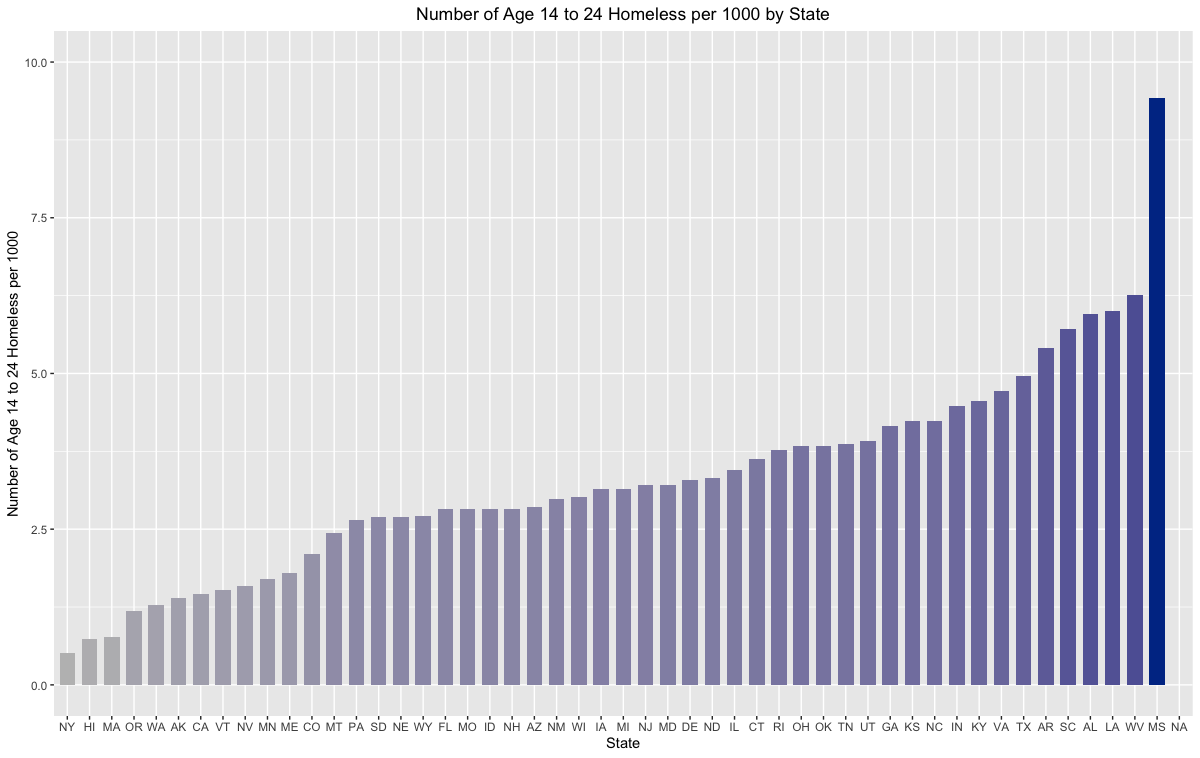 Number of Age 14 to 24 Homeless per 1000 by State
Number of Age 14 to 24 Homeless per 1000
10.0
7.5
5.0
2.5
0.0
NY HI MA OR WA AK CA VT NV MN ME CO MT PA SD NE WY FL MO ID NH AZ NM WI IA MI NJ MD DE ND IL CT RI OH OK TN UT GA KS NC IN KY VA TX AR SC AL LA WV MS NA
State